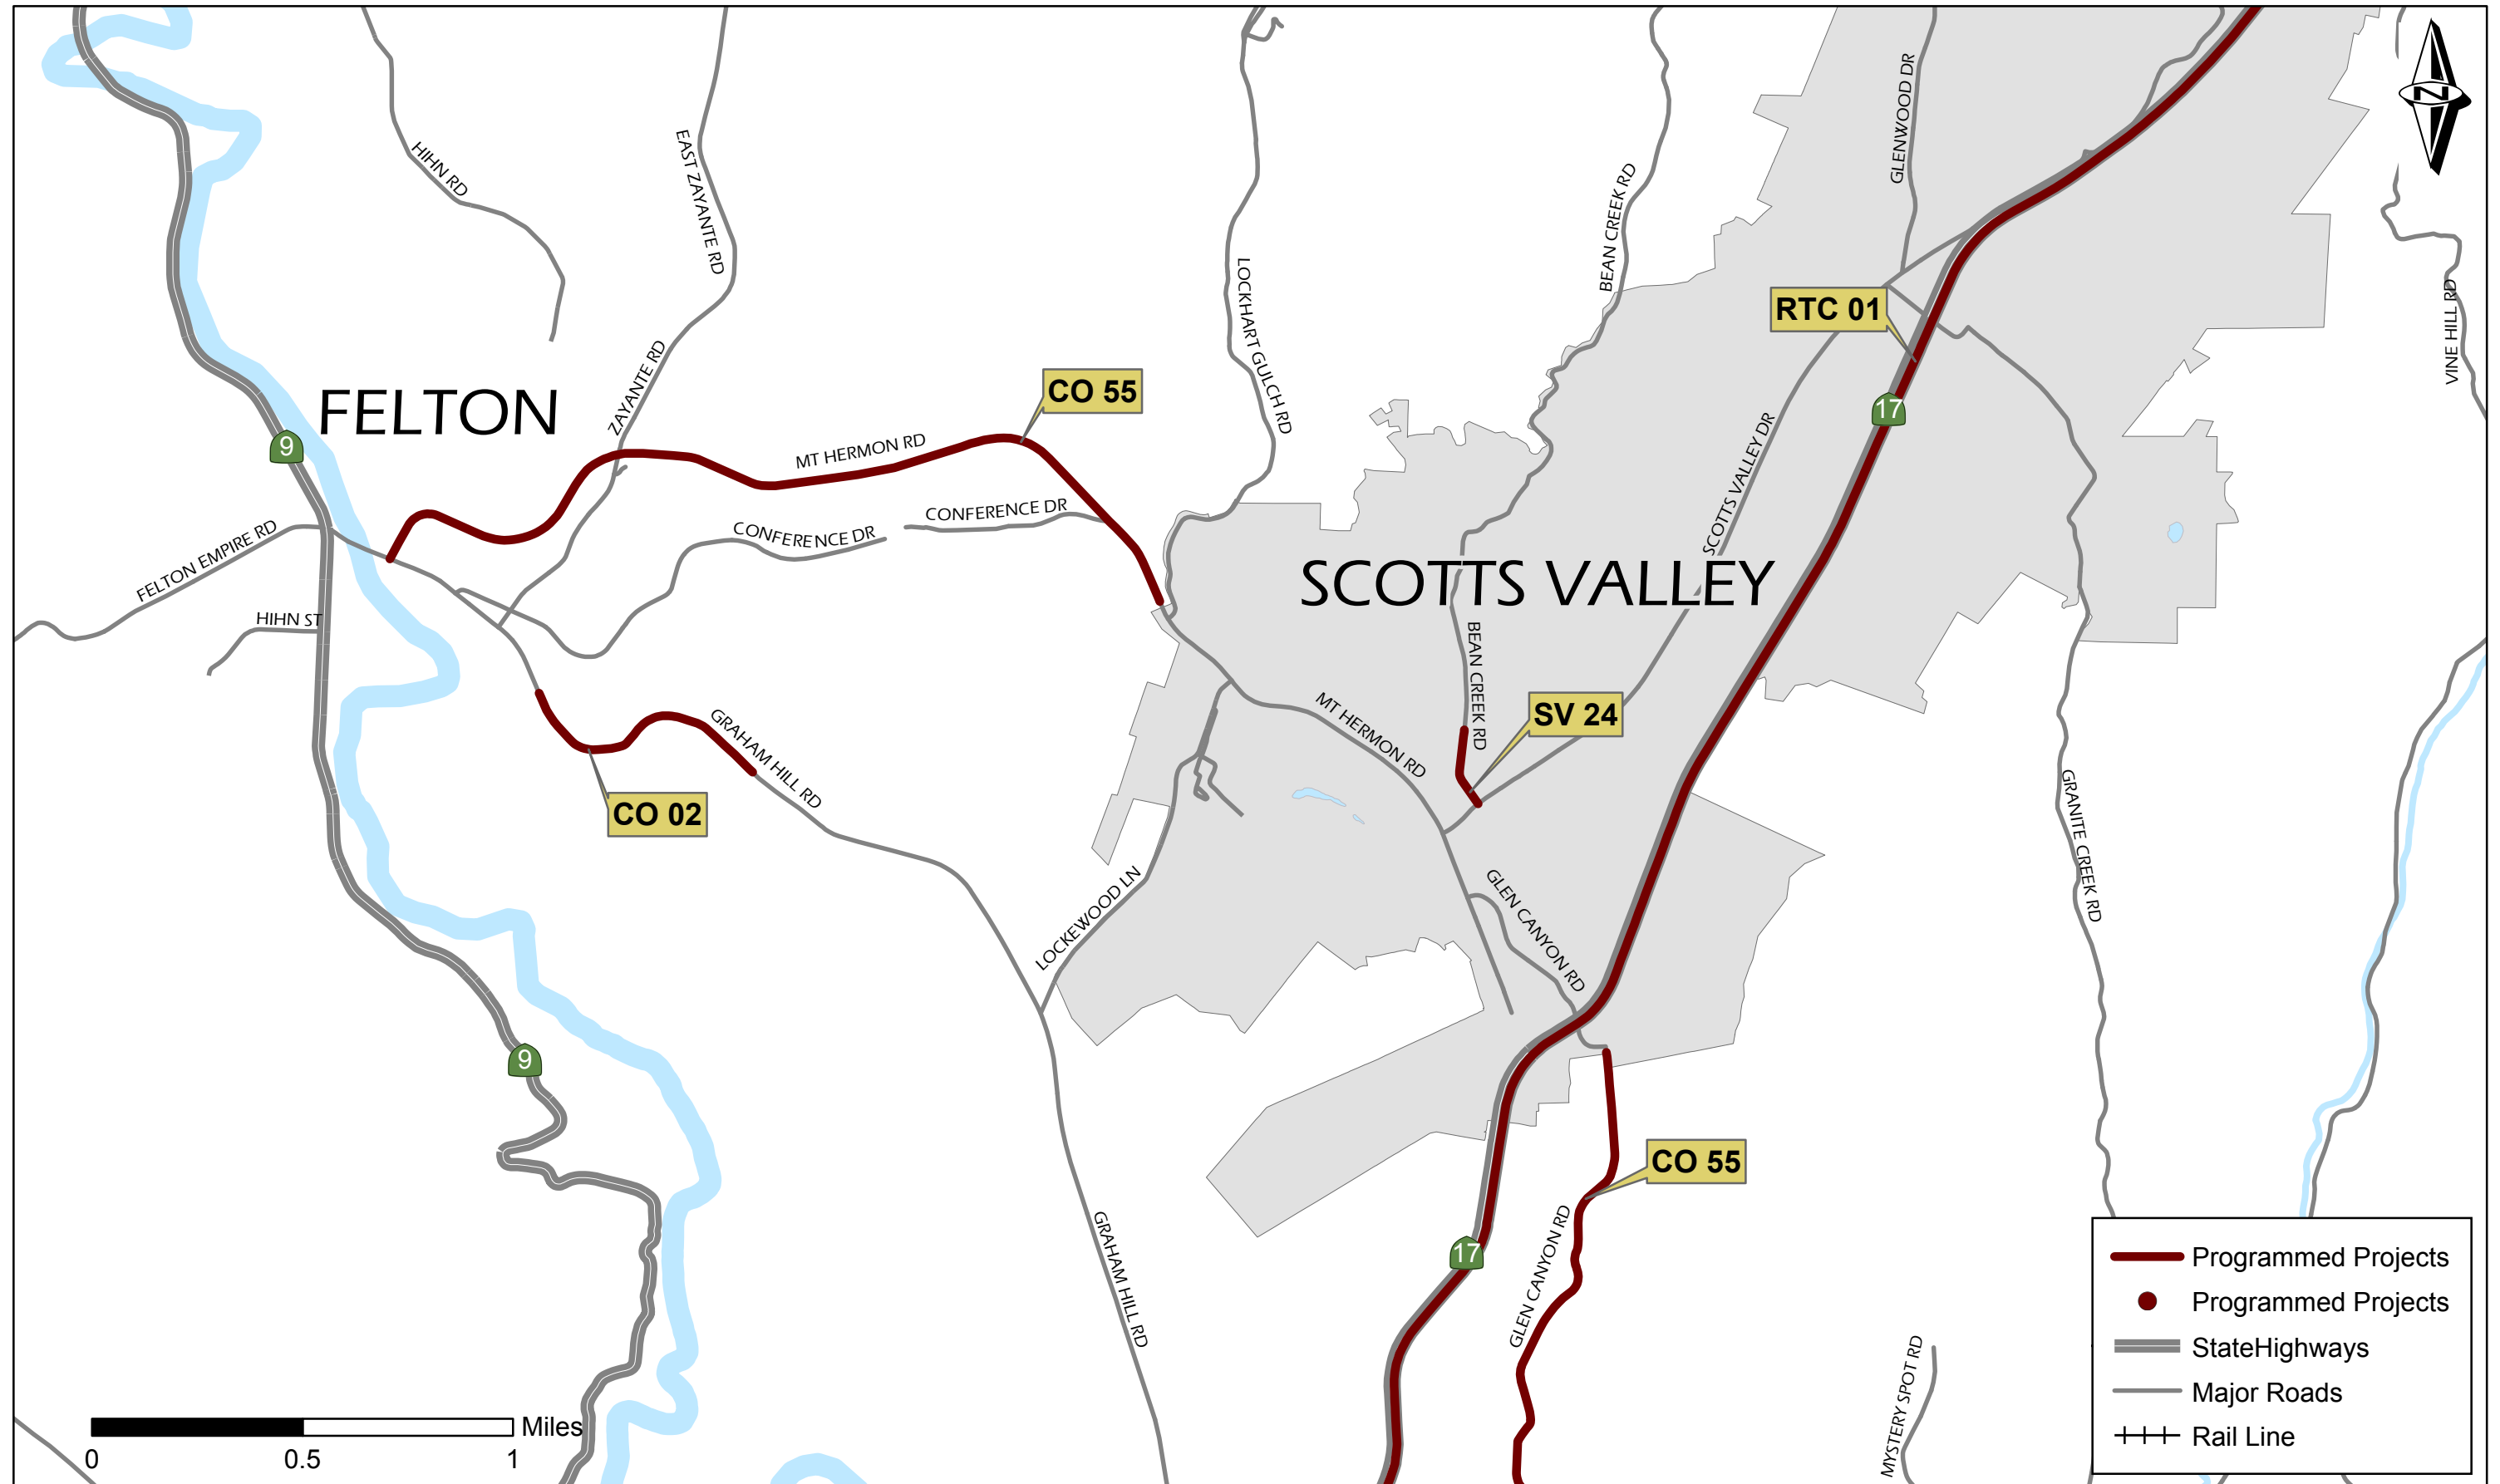 N
HIHN RD
EAST ZAYANTE RD
GLENWOOD DR
BEAN CREEK RD
LOCKHART GULCH RD
RTC 01
VINE HILL RD
FELTON
ZAYANTE RD
CO 55
17
9
MT HERMON RD
SCOTTS VALLEY DR
CONFERENCE DR
CONFERENCE DR
FELTON EMPIRE RD
SCOTTS VALLEY
HIHN ST
BEAN CREEK RD
SV 24
MT HERMON RD
GRAHAM HILL RD
CO 02
GRANITE CREEK RD
LOCKEWOOD LN
GLEN CANYON RD
9
CO 55
GLEN CANYON RD
17
GRAHAM HILL RD
MYSTERY SPOT RD
Programmed Projects
Programmed Projects
StateHighways
Major Roads
Rail Line
Miles
0 0.5 1